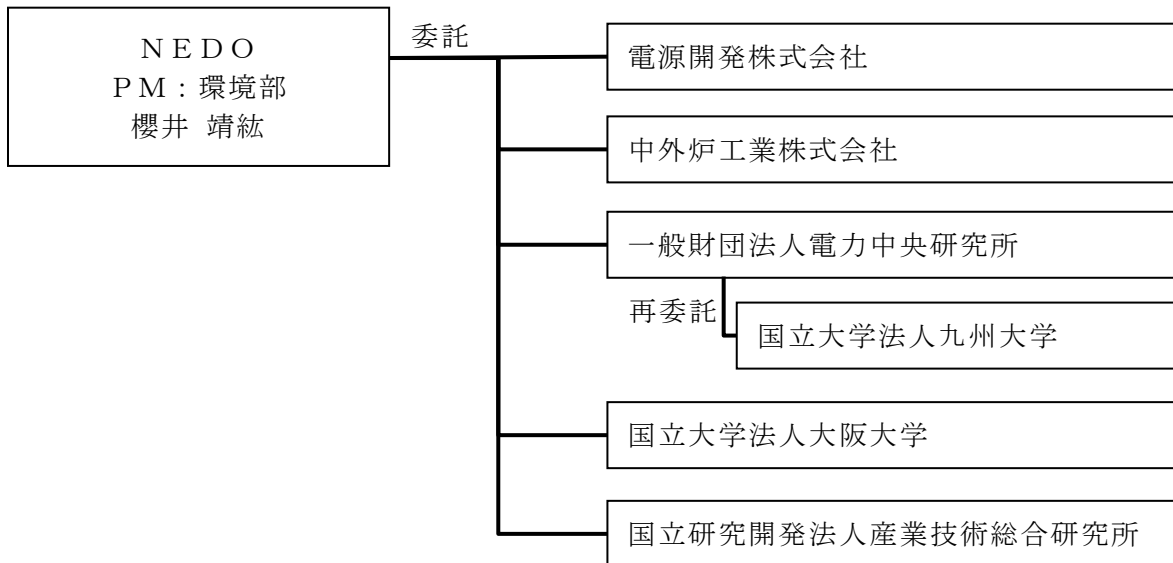 ＮＥＤＯ
ＰＭ：環境部
櫻井 靖紘
委託
電源開発株式会社
中外炉工業株式会社
一般財団法人電力中央研究所
再委託
国立大学法人九州大学
国立大学法人大阪大学
国立研究開発法人産業技術総合研究所